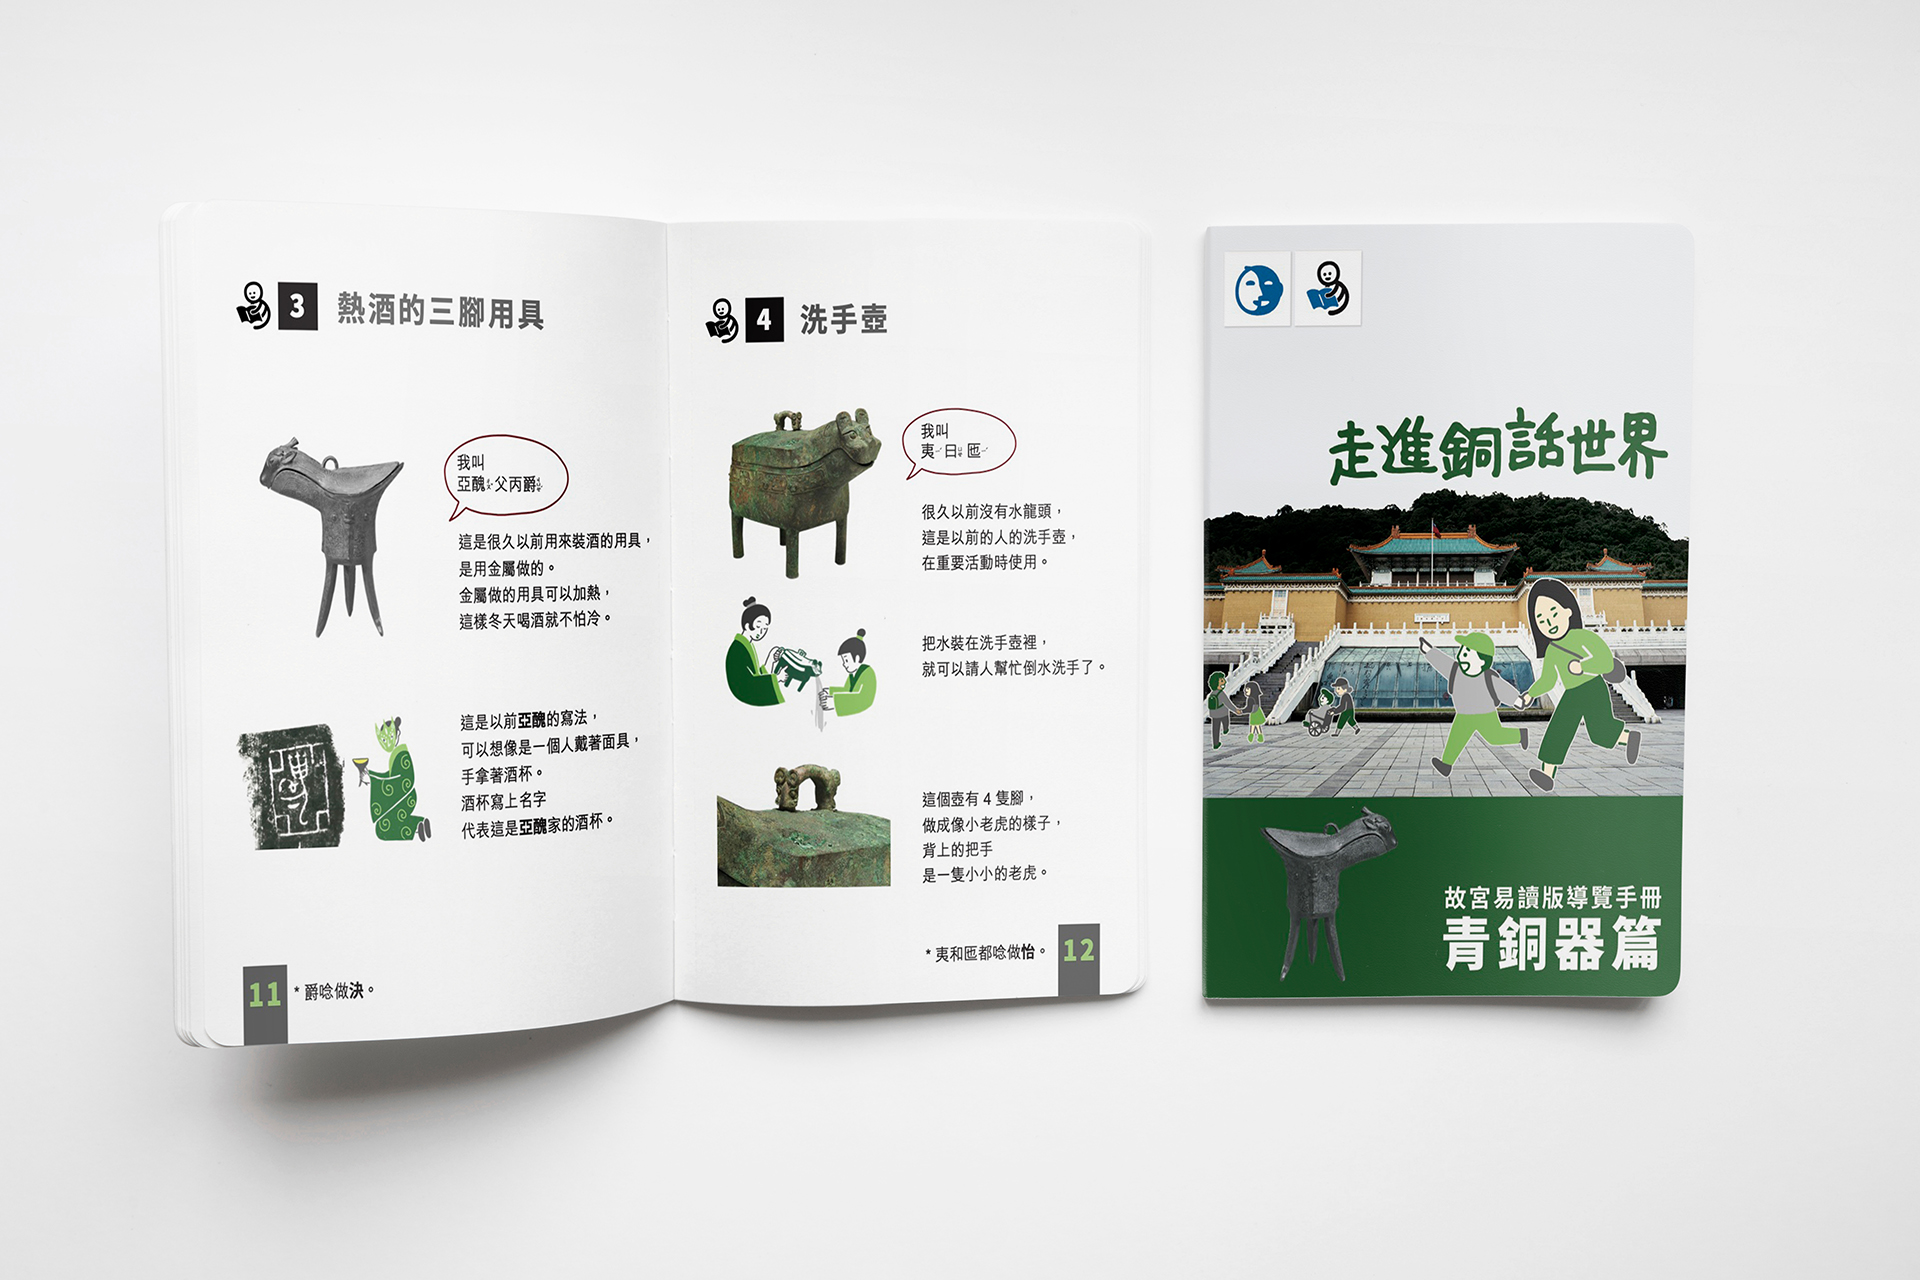 3 熱酒的三腳用具
我叫
亞醜父丙爵
這是很久以前用來裝酒的用具，
是用金屬做的。
金屬做的用具可以加熱，
這樣冬天喝酒就不怕冷。
這是以前亞醜的寫法，
可以想像是一個人戴著面具，
手拿著酒杯。
酒杯寫上名字
代表這是亞醜家的酒杯。
11 * 爵唸做決。
4 洗手壺
我叫
夷曰匜
很久以前沒有水龍頭，
這是以前的人的洗手壺，
在重要活動時使用。
把水裝在洗手壺裡，
就可以請人幫忙倒水洗手了。
這個壺有 4 隻腳，
做成像小老虎的樣子，
背上的把手
是一隻小小的老虎。
* 夷和匜都唸做怡。 12
走進銅話世界
故宮易讀版導覽手冊
青銅器篇